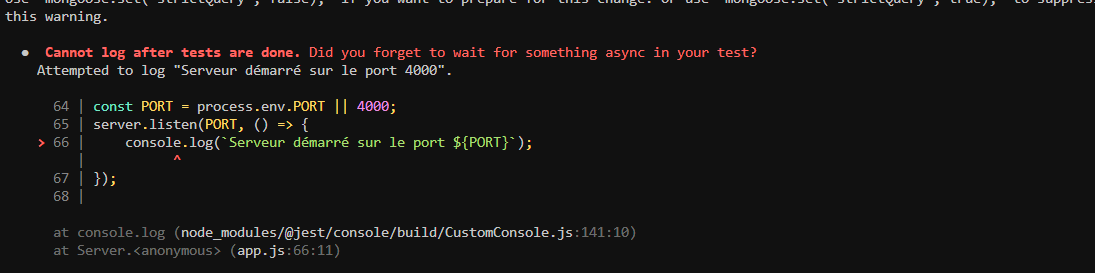 use `mongoose.set('strictQuery', false);` if you want to prepare for this change. Or use `mongoose.set('strictQuery', true);` to suppress
this warning.
● Cannot log after tests are done. Did you forget to wait for something async in your test?
Attempted to log "Serveur démarré sur le port 4000".
64 | const PORT = process.env.PORT || 4000;
65 | server.listen(PORT, () => {
> 66 |     console.log(`Serveur démarré sur le port ${PORT}`);
|             ^
67 | });
68 |
at console.log (node_modules/@jest/console/build/CustomConsole.js:141:10)
at Server.<anonymous> (app.js:66:11)